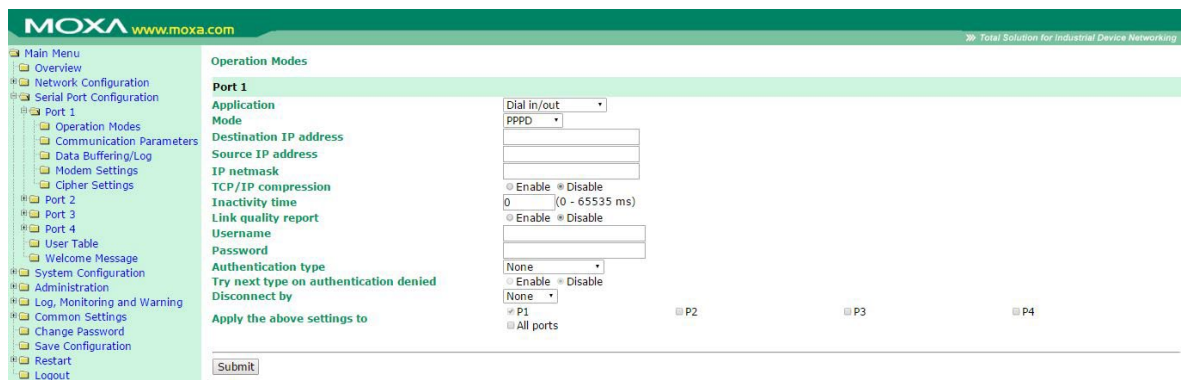 MOXA www.moxa.com
Total Solution for Industrial Device Networking
Main Menu
Overview
Network Configuration
Serial Port Configuration
Port 1
Operation Modes
Communication Parameters
Data Buffering/Log
Modem Settings
Cipher Settings
Port 2
Port 3
Port 4
User Table
Welcome Message
System Configuration
Administration
Log, Monitoring and Warning
Common Settings
Change Password
Save Configuration
Restart
Logout
Operation Modes
Port 1
Application Dial in/out
Mode PPPD
Destination IP address
Source IP address
IP netmask
TCP/IP compression Enable Disable
Inactivity time 0 (0 - 65535 ms)
Link quality report Enable Disable
Username
Password
Authentication type None
Try next type on authentication denied Enable Disable
Disconnect by None
Apply the above settings to P1 P2 P3 P4
All ports
Submit